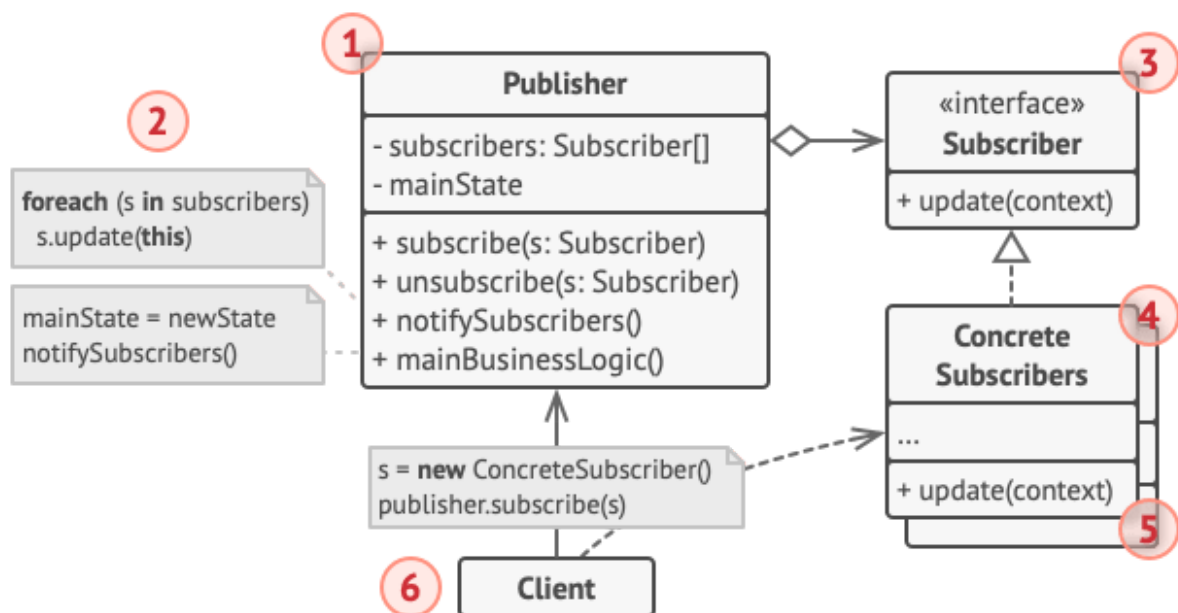 1
Publisher
- subscribers: Subscriber[]
- mainState
+ subscribe(s: Subscriber)
+ unsubscribe(s: Subscriber)
+ notifySubscribers()
+ mainBusinessLogic()
2
foreach (s in subscribers)
s.update(this)
mainState = newState
notifySubscribers()
3
«interface»
Subscriber
+ update(context)
4
Concrete
Subscribers
...
+ update(context)
5
s = new ConcreteSubscriber()
publisher.subscribe(s)
6
Client